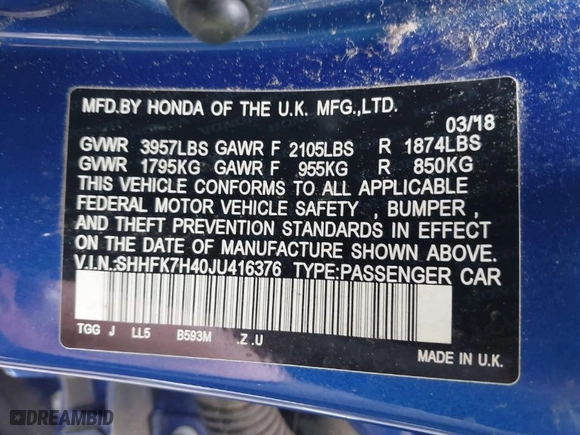 MFD.BY HONDA OF THE U.K. MFG.,LTD.
03/18
GVWR 3957LBS GAWR F 2105LBS R 1874LBS
GVWR 1795KG GAWR F 955KG R 850KG
THIS VEHICLE CONFORMS TO ALL APPLICABLE
FEDERAL MOTOR VEHICLE SAFETY , BUMPER ,
AND THEFT PREVENTION STANDARDS IN EFFECT
ON THE DATE OF MANUFACTURE SHOWN ABOVE.
V.I.N.:SHHFK7H40JU416376 TYPE:PASSENGER CAR
TGG J LL5 B593M .Z .U
MADE IN U.K.
DREAMBID